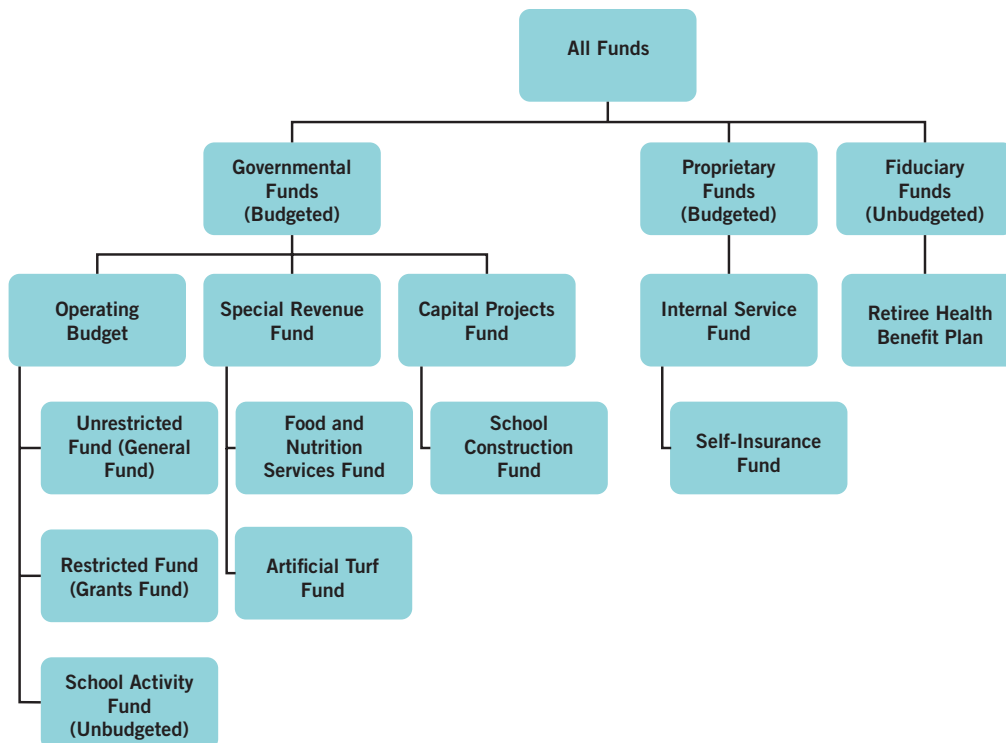 All Funds
Governmental
Funds
(Budgeted)
Proprietary
Funds
(Budgeted)
Fiduciary
Funds
(Unbudgeted)
Operating
Budget
Special Revenue
Fund
Capital Projects
Fund
Internal Service
Fund
Retiree Health
Benefit Plan
Unrestricted
Fund (General
Fund)
Food and
Nutrition
Services Fund
School
Construction
Fund
Self-Insurance
Fund
Restricted Fund
(Grants Fund)
Artificial Turf
Fund
School Activity
Fund
(Unbudgeted)